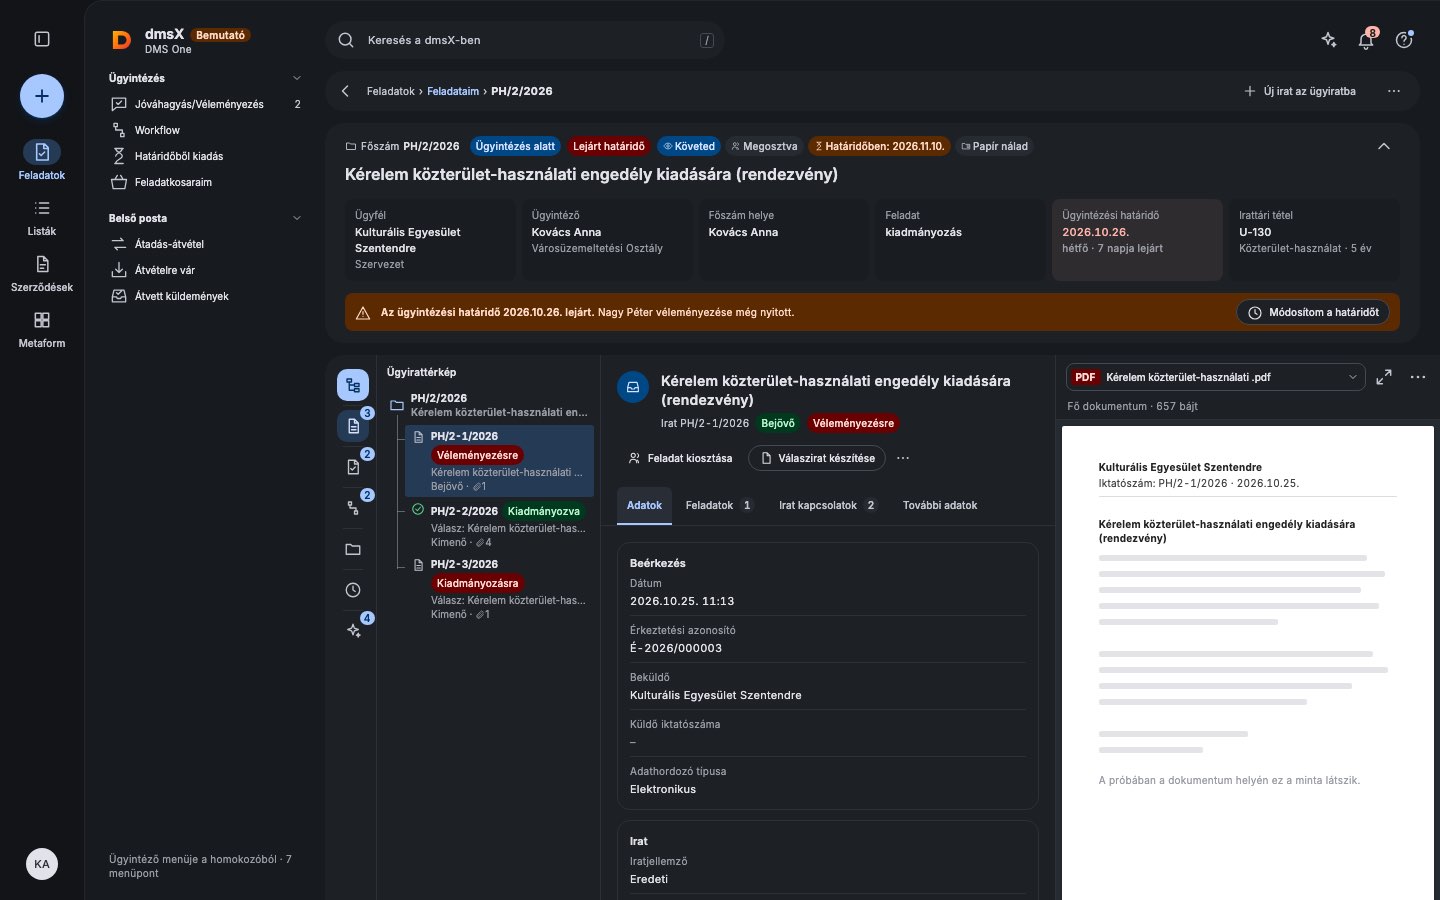 dmsX Bemutató
DMS One
Keresés a dmsX-ben
/
8
Ügyintézés
Jóváhagyás/Véleményezés 2
Workflow
Határidőből kiadás
Feladatkosaraim
Belső posta
Átadás-átvétel
Átvételre vár
Átvett küldemények
Feladatok
Listák
Szerződések
Metaform
KA
Ügyintéző menüje a homokozóból · 7
menüpont
Feladatok › Feladataim › PH/2/2026
Új irat az ügyiratba
Főszám PH/2/2026 Ügyintézés alatt Lejárt határidő Követed Megosztva Határidőben: 2026.11.10. Papír nálad
Kérelem közterület-használati engedély kiadására (rendezvény)
Ügyfél
Kulturális Egyesület
Szentendre
Szervezet
Ügyintéző
Kovács Anna
Városüzemeltetési Osztály
Főszám helye
Kovács Anna
Feladat
kiadmányozás
Ügyintézési határidő
2026.10.26.
hétfő · 7 napja lejárt
Irattári tétel
U-130
Közterület-használat · 5 év
Az ügyintézési határidő 2026.10.26. lejárt. Nagy Péter véleményezése még nyitott.
Módosítom a határidőt
3
2
2
4
Ügyirattérkép
PH/2/2026
Kérelem közterület-használati en...
PH/2-1/2026
Véleményezésre
Kérelem közterület-használati ...
Bejövő · 1
PH/2-2/2026 Kiadmányozva
Válasz: Kérelem közterület-has...
Kimenő · 4
PH/2-3/2026
Kiadmányozásra
Válasz: Kérelem közterület-has...
Kimenő · 1
Kérelem közterület-használati engedély kiadására
(rendezvény)
Irat PH/2-1/2026 Bejövő Véleményezésre
Feladat kiosztása
Válaszirat készítése
Adatok
Feladatok 1
Irat kapcsolatok 2
További adatok
Beérkezés
Dátum
2026.10.25. 11:13
Érkeztetési azonosító
É-2026/000003
Beküldő
Kulturális Egyesület Szentendre
Küldő iktatószáma
–
Adathordozó típusa
Elektronikus
Irat
Iratjellemző
Eredeti
PDF Kérelem közterület-használati .pdf
Fő dokumentum · 657 bájt
Kulturális Egyesület Szentendre
Iktatószám: PH/2-1/2026 · 2026.10.25.
Kérelem közterület-használati engedély kiadására
(rendezvény)
A próbában a dokumentum helyén ez a minta látszik.